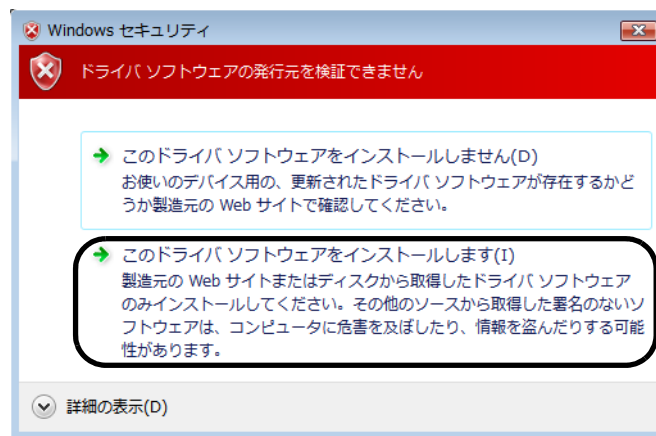 Windows セキュリティ
ドライバ ソフトウェアの発行元を検証できません
このドライバ ソフトウェアをインストールしません(D)
お使いのデバイス用の、更新されたドライバ ソフトウェアが存在するかど
うか製造元の Web サイトで確認してください。
このドライバ ソフトウェアをインストールします(I)
製造元の Web サイトまたはディスクから取得したドライバ ソフトウェア
のみインストールしてください。その他のソースから取得した署名のないソ
フトウェアは、コンピュータに危害を及ぼしたり、情報を盗んだりする可能
性があります。
詳細の表示(D)